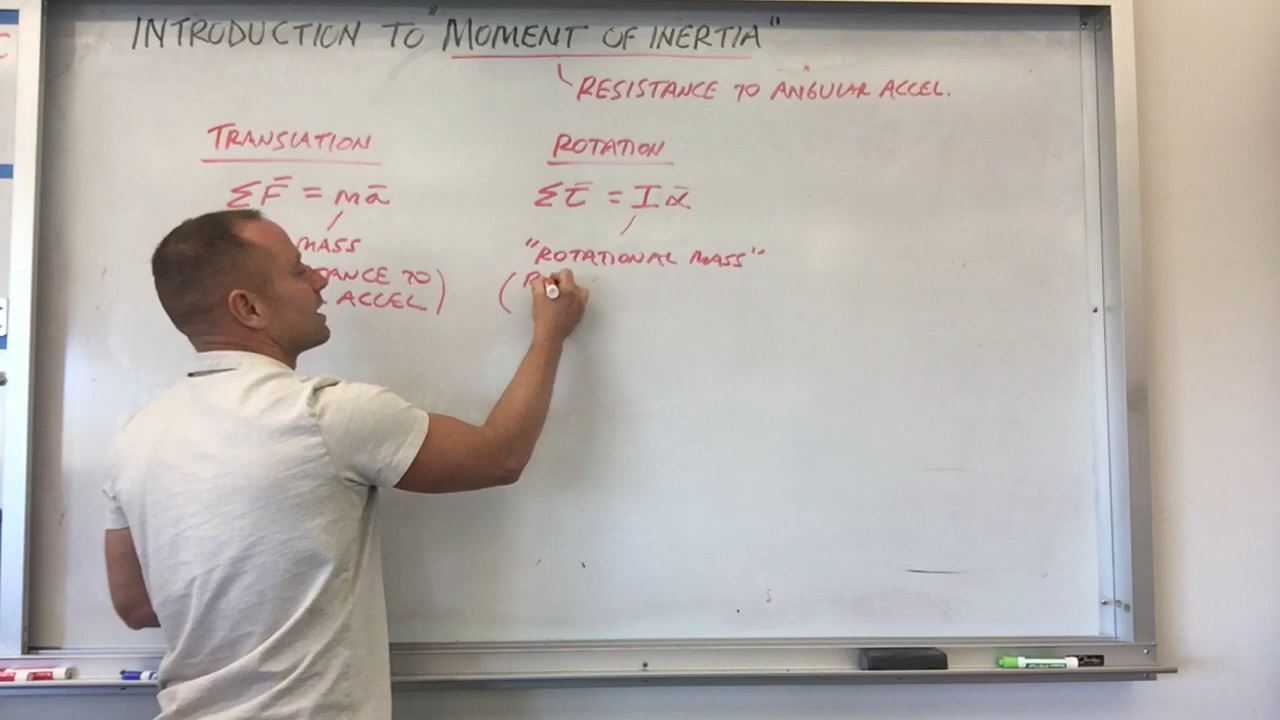 INTRODUCTION TO "MOMENT OF INERTIA"
RESISTANCE TO ANGULAR ACCEL.
TRANSLATION
ΣF̄ = mā
MASS
TO)
ACCEL)
ROTATION
Στ̄ = Iᾱ
"ROTATIONAL MASS"
(